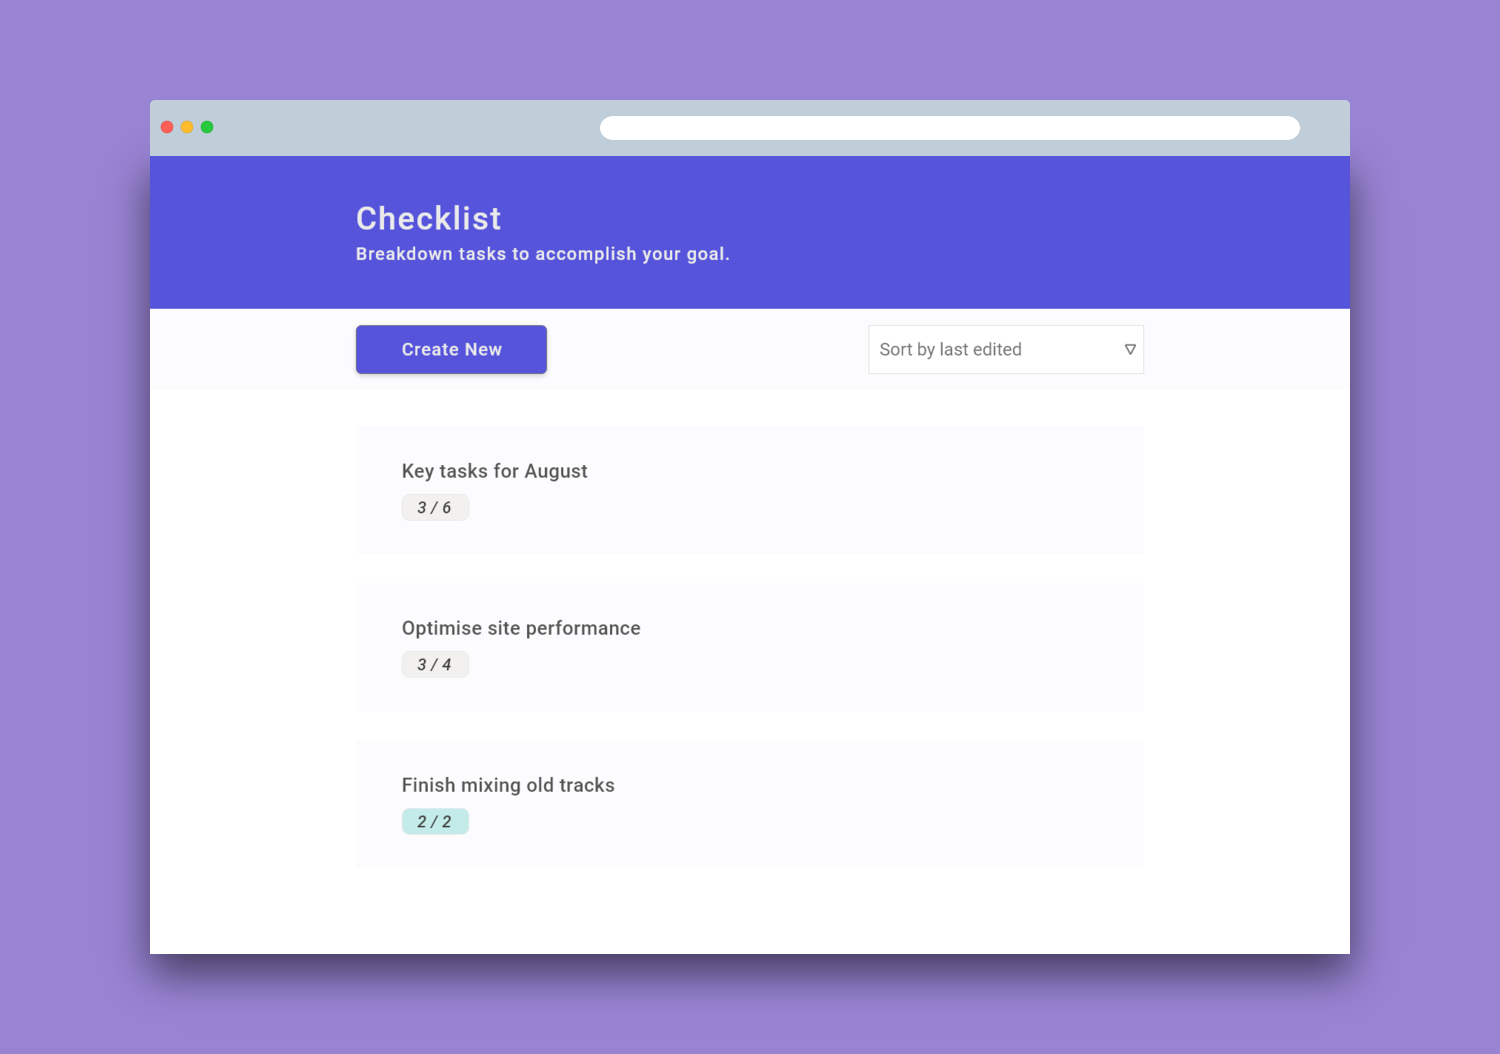 Checklist
Breakdown tasks to accomplish your goal.
Create New
Sort by last edited
Key tasks for August
3 / 6
Optimise site performance
3 / 4
Finish mixing old tracks
2 / 2